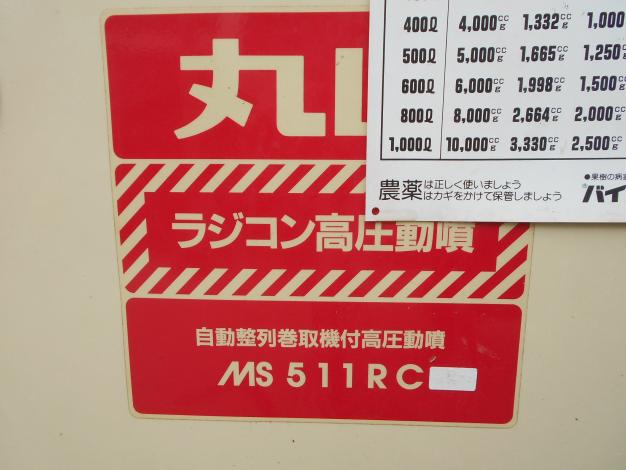 400ℓ 4,000cc/g 1,332cc/g 1,000
500ℓ 5,000cc/g 1,665cc/g 1,250cc/g
600ℓ 6,000cc/g 1,998cc/g 1,500cc/g
800ℓ 8,000cc/g 2,664cc/g 2,000cc/g
1,000ℓ 10,000cc/g 3,330cc/g 2,500cc/g
農薬は正しく使いましょう
はカギをかけて保管しましょう
●果樹の病
バイ
丸
ラジコン高圧動噴
自動整列巻取機付高圧動噴
MS 511RC